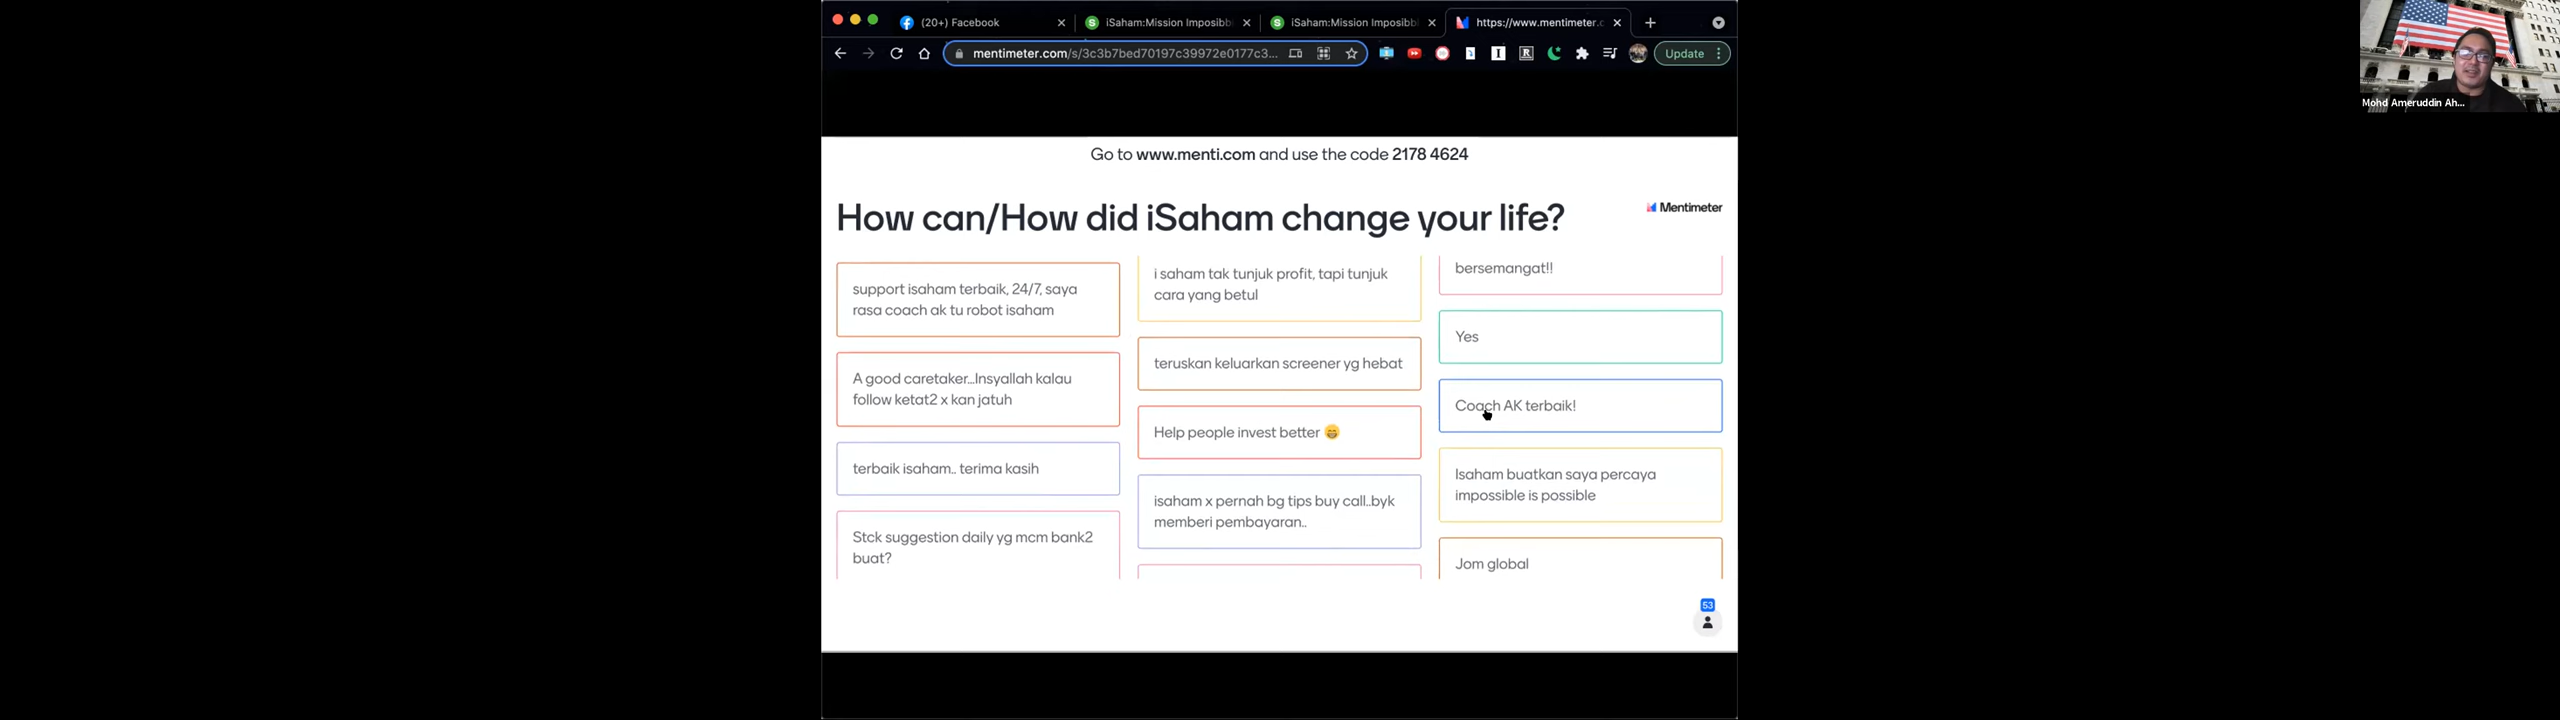 (20+) Facebook
iSaham:Mission Imposibb
iSaham:Mission Imposibb
https://www.mentimeter.c
mentimeter.com/s/3c3b7bed70197c39972e0177c3...
Update
Mohd Ameruddin Ah...
Go to www.menti.com and use the code 2178 4624
How can/How did iSaham change your life?
Mentimeter
support isaham terbaik, 24/7, saya
rasa coach ak tu robot isaham
A good caretaker...Insyallah kalau
follow ketat2 x kan jatuh
terbaik isaham.. terima kasih
Stck suggestion daily yg mcm bank2
buat?
i saham tak tunjuk profit, tapi tunjuk
cara yang betul
teruskan keluarkan screener yg hebat
Help people invest better 😁
isaham x pernah bg tips buy call..byk
memberi pembayaran..
bersemangat!!
Yes
Coach AK terbaik!
Isaham buatkan saya percaya
impossible is possible
Jom global
53